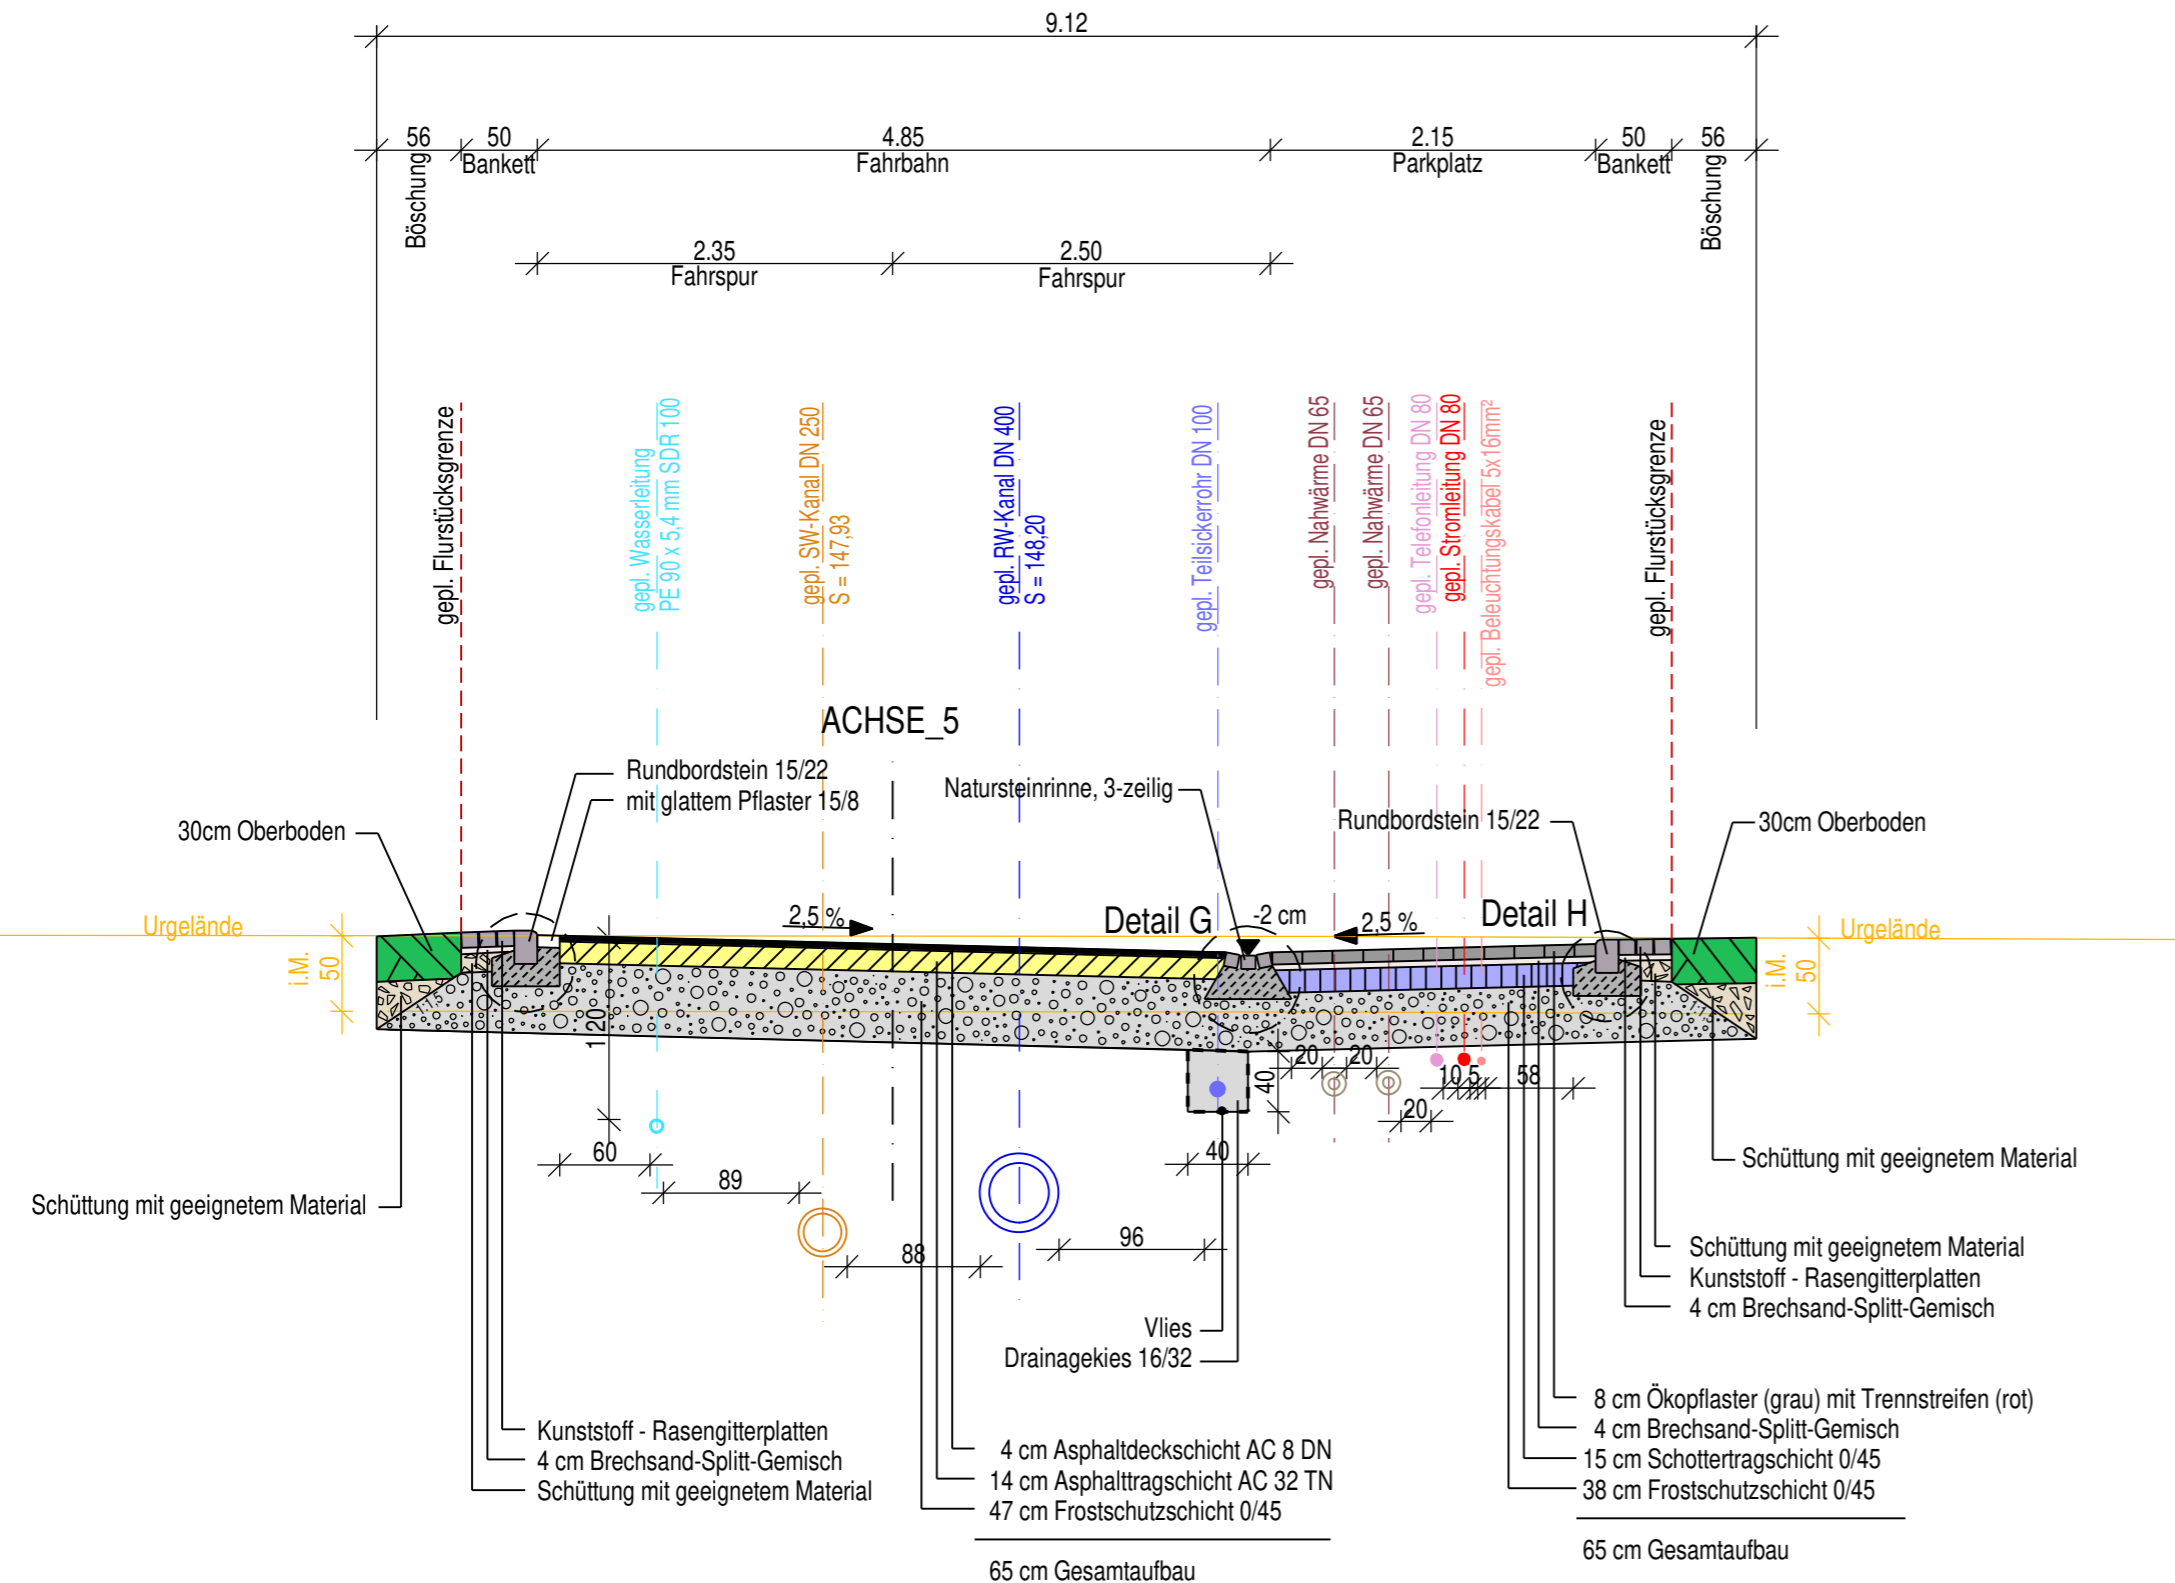 9.12
56
50
4.85
2.15
50
56
Böschung
Bankett
Fahrbahn
Parkplatz
Bankett
Böschung
2.35
2.50
Fahrspur
Fahrspur
gepl. Flurstücksgrenze
gepl. Wasserleitung
PE 90 x 5,4 mm SDR 100
gepl. SW-Kanal DN 250
S = 147,93
gepl. RW-Kanal DN 400
S = 148,20
gepl. Teilsickerrohr DN 100
gepl. Nahwärme DN 65
gepl. Nahwärme DN 65
gepl. Telefonleitung DN 80
gepl. Stromleitung DN 80
gepl. Beleuchtungskabel 5x16mm²
gepl. Flurstücksgrenze
ACHSE_5
Rundbordstein 15/22
mit glattem Pflaster 15/8
Natursteinrinne, 3-zeilig
Rundbordstein 15/22
30cm Oberboden
30cm Oberboden
Urgelände
2,5 %
Detail G
-2 cm
2,5 %
Detail H
Urgelände
i.M.
50
i.M.
50
120
20
20
40
10
5
58
20
60
89
40
88
96
Schüttung mit geeignetem Material
Schüttung mit geeignetem Material
Schüttung mit geeignetem Material
Kunststoff - Rasengitterplatten
4 cm Brechsand-Splitt-Gemisch
Vlies
Drainagekies 16/32
Kunststoff - Rasengitterplatten
4 cm Brechsand-Splitt-Gemisch
Schüttung mit geeignetem Material
4 cm Asphaltdeckschicht AC 8 DN
14 cm Asphalttragschicht AC 32 TN
47 cm Frostschutzschicht 0/45
65 cm Gesamtaufbau
8 cm Ökopflaster (grau) mit Trennstreifen (rot)
4 cm Brechsand-Splitt-Gemisch
15 cm Schottertragschicht 0/45
38 cm Frostschutzschicht 0/45
65 cm Gesamtaufbau